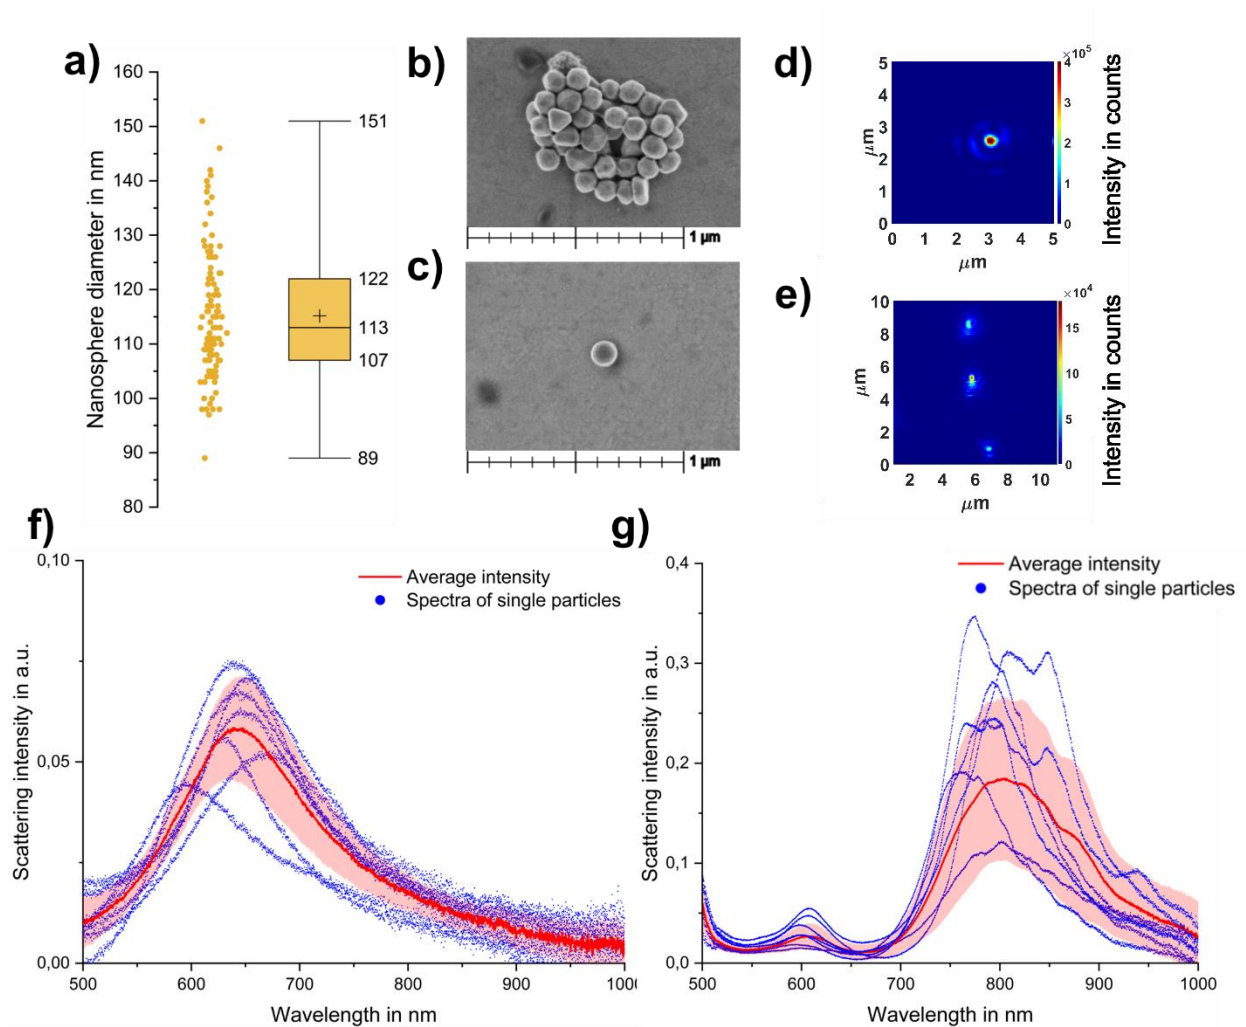 a)
Nanosphere diameter in nm
160
150
140
130
120
110
100
90
80
151
122
113
107
89
b)
1 µm
c)
1 µm
d)
5
4
3
2
1
0
µm
0 1 2 3 4 5
µm
×10⁵
4
3
2
1
0
Intensity in counts
e)
10
8
6
4
2
0
µm
2 4 6 8 10
µm
×10⁴
15
10
5
0
Intensity in counts
f)
Scattering intensity in a.u.
0,10
0,05
0,00
Average intensity
Spectra of single particles
500 600 700 800 900 1000
Wavelength in nm
g)
Scattering intensity in a.u.
0,4
0,3
0,2
0,1
0,0
Average intensity
Spectra of single particles
500 600 700 800 900 1000
Wavelength in nm